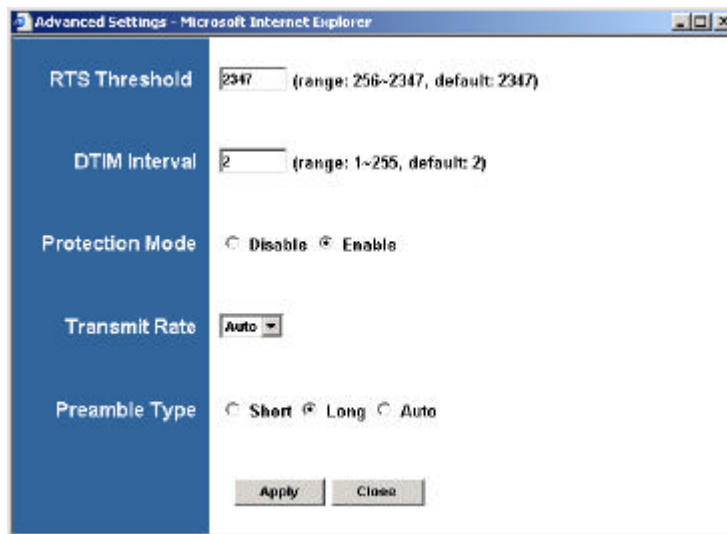 Advanced Settings - Microsoft Internet Explorer
RTS Threshold 2347 (range: 256~2347, default: 2347)
DTIM Interval 2 (range: 1~255, default: 2)
Protection Mode Disable Enable
Transmit Rate Auto
Preamble Type Short Long Auto
Apply Close